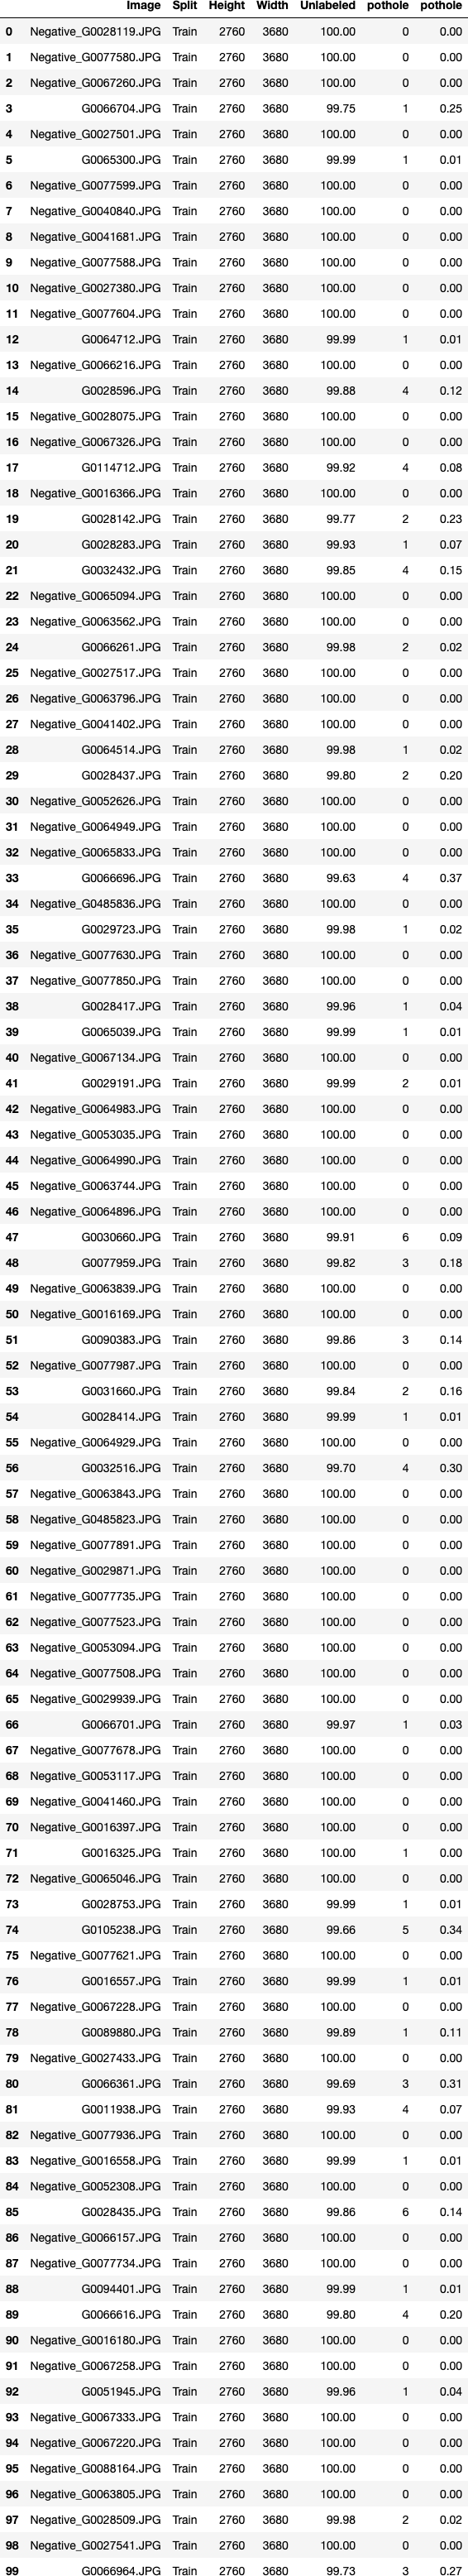 Image Split Height Width Unlabeled pothole pothole
0 Negative_G0028119.JPG Train 2760 3680 100.00 0 0.00
1 Negative_G0077580.JPG Train 2760 3680 100.00 0 0.00
2 Negative_G0067260.JPG Train 2760 3680 100.00 0 0.00
3 G0066704.JPG Train 2760 3680 99.75 1 0.25
4 Negative_G0027501.JPG Train 2760 3680 100.00 0 0.00
5 G0065300.JPG Train 2760 3680 99.99 1 0.01
6 Negative_G0077599.JPG Train 2760 3680 100.00 0 0.00
7 Negative_G0040840.JPG Train 2760 3680 100.00 0 0.00
8 Negative_G0041681.JPG Train 2760 3680 100.00 0 0.00
9 Negative_G0077588.JPG Train 2760 3680 100.00 0 0.00
10 Negative_G0027380.JPG Train 2760 3680 100.00 0 0.00
11 Negative_G0077604.JPG Train 2760 3680 100.00 0 0.00
12 G0064712.JPG Train 2760 3680 99.99 1 0.01
13 Negative_G0066216.JPG Train 2760 3680 100.00 0 0.00
14 G0028596.JPG Train 2760 3680 99.88 4 0.12
15 Negative_G0028075.JPG Train 2760 3680 100.00 0 0.00
16 Negative_G0067326.JPG Train 2760 3680 100.00 0 0.00
17 G0114712.JPG Train 2760 3680 99.92 4 0.08
18 Negative_G0016366.JPG Train 2760 3680 100.00 0 0.00
19 G0028142.JPG Train 2760 3680 99.77 2 0.23
20 G0028283.JPG Train 2760 3680 99.93 1 0.07
21 G0032432.JPG Train 2760 3680 99.85 4 0.15
22 Negative_G0065094.JPG Train 2760 3680 100.00 0 0.00
23 Negative_G0063562.JPG Train 2760 3680 100.00 0 0.00
24 G0066261.JPG Train 2760 3680 99.98 2 0.02
25 Negative_G0027517.JPG Train 2760 3680 100.00 0 0.00
26 Negative_G0063796.JPG Train 2760 3680 100.00 0 0.00
27 Negative_G0041402.JPG Train 2760 3680 100.00 0 0.00
28 G0064514.JPG Train 2760 3680 99.98 1 0.02
29 G0028437.JPG Train 2760 3680 99.80 2 0.20
30 Negative_G0052626.JPG Train 2760 3680 100.00 0 0.00
31 Negative_G0064949.JPG Train 2760 3680 100.00 0 0.00
32 Negative_G0065833.JPG Train 2760 3680 100.00 0 0.00
33 G0066696.JPG Train 2760 3680 99.63 4 0.37
34 Negative_G0485836.JPG Train 2760 3680 100.00 0 0.00
35 G0029723.JPG Train 2760 3680 99.98 1 0.02
36 Negative_G0077630.JPG Train 2760 3680 100.00 0 0.00
37 Negative_G0077850.JPG Train 2760 3680 100.00 0 0.00
38 G0028417.JPG Train 2760 3680 99.96 1 0.04
39 G0065039.JPG Train 2760 3680 99.99 1 0.01
40 Negative_G0067134.JPG Train 2760 3680 100.00 0 0.00
41 G0029191.JPG Train 2760 3680 99.99 2 0.01
42 Negative_G0064983.JPG Train 2760 3680 100.00 0 0.00
43 Negative_G0053035.JPG Train 2760 3680 100.00 0 0.00
44 Negative_G0064990.JPG Train 2760 3680 100.00 0 0.00
45 Negative_G0063744.JPG Train 2760 3680 100.00 0 0.00
46 Negative_G0064896.JPG Train 2760 3680 100.00 0 0.00
47 G0030660.JPG Train 2760 3680 99.91 6 0.09
48 G0077959.JPG Train 2760 3680 99.82 3 0.18
49 Negative_G0063839.JPG Train 2760 3680 100.00 0 0.00
50 Negative_G0016169.JPG Train 2760 3680 100.00 0 0.00
51 G0090383.JPG Train 2760 3680 99.86 3 0.14
52 Negative_G0077987.JPG Train 2760 3680 100.00 0 0.00
53 G0031660.JPG Train 2760 3680 99.84 2 0.16
54 G0028414.JPG Train 2760 3680 99.99 1 0.01
55 Negative_G0064929.JPG Train 2760 3680 100.00 0 0.00
56 G0032516.JPG Train 2760 3680 99.70 4 0.30
57 Negative_G0063843.JPG Train 2760 3680 100.00 0 0.00
58 Negative_G0485823.JPG Train 2760 3680 100.00 0 0.00
59 Negative_G0077891.JPG Train 2760 3680 100.00 0 0.00
60 Negative_G0029871.JPG Train 2760 3680 100.00 0 0.00
61 Negative_G0077735.JPG Train 2760 3680 100.00 0 0.00
62 Negative_G0077523.JPG Train 2760 3680 100.00 0 0.00
63 Negative_G0053094.JPG Train 2760 3680 100.00 0 0.00
64 Negative_G0077508.JPG Train 2760 3680 100.00 0 0.00
65 Negative_G0029939.JPG Train 2760 3680 100.00 0 0.00
66 G0066701.JPG Train 2760 3680 99.97 1 0.03
67 Negative_G0077678.JPG Train 2760 3680 100.00 0 0.00
68 Negative_G0053117.JPG Train 2760 3680 100.00 0 0.00
69 Negative_G0041460.JPG Train 2760 3680 100.00 0 0.00
70 Negative_G0016397.JPG Train 2760 3680 100.00 0 0.00
71 G0016325.JPG Train 2760 3680 100.00 1 0.00
72 Negative_G0065046.JPG Train 2760 3680 100.00 0 0.00
73 G0028753.JPG Train 2760 3680 99.99 1 0.01
74 G0105238.JPG Train 2760 3680 99.66 5 0.34
75 Negative_G0077621.JPG Train 2760 3680 100.00 0 0.00
76 G0016557.JPG Train 2760 3680 99.99 1 0.01
77 Negative_G0067228.JPG Train 2760 3680 100.00 0 0.00
78 G0089880.JPG Train 2760 3680 99.89 1 0.11
79 Negative_G0027433.JPG Train 2760 3680 100.00 0 0.00
80 G0066361.JPG Train 2760 3680 99.69 3 0.31
81 G0011938.JPG Train 2760 3680 99.93 4 0.07
82 Negative_G0077936.JPG Train 2760 3680 100.00 0 0.00
83 Negative_G0016558.JPG Train 2760 3680 99.99 1 0.01
84 Negative_G0052308.JPG Train 2760 3680 100.00 0 0.00
85 G0028435.JPG Train 2760 3680 99.86 6 0.14
86 Negative_G0066157.JPG Train 2760 3680 100.00 0 0.00
87 Negative_G0077734.JPG Train 2760 3680 100.00 0 0.00
88 G0094401.JPG Train 2760 3680 99.99 1 0.01
89 G0066616.JPG Train 2760 3680 99.80 4 0.20
90 Negative_G0016180.JPG Train 2760 3680 100.00 0 0.00
91 Negative_G0067258.JPG Train 2760 3680 100.00 0 0.00
92 G0051945.JPG Train 2760 3680 99.96 1 0.04
93 Negative_G0067333.JPG Train 2760 3680 100.00 0 0.00
94 Negative_G0067220.JPG Train 2760 3680 100.00 0 0.00
95 Negative_G0088164.JPG Train 2760 3680 100.00 0 0.00
96 Negative_G0063805.JPG Train 2760 3680 100.00 0 0.00
97 Negative_G0028509.JPG Train 2760 3680 99.98 2 0.02
98 Negative_G0027541.JPG Train 2760 3680 100.00 0 0.00
99 G0066964.JPG Train 2760 3680 99.73 3 0.27